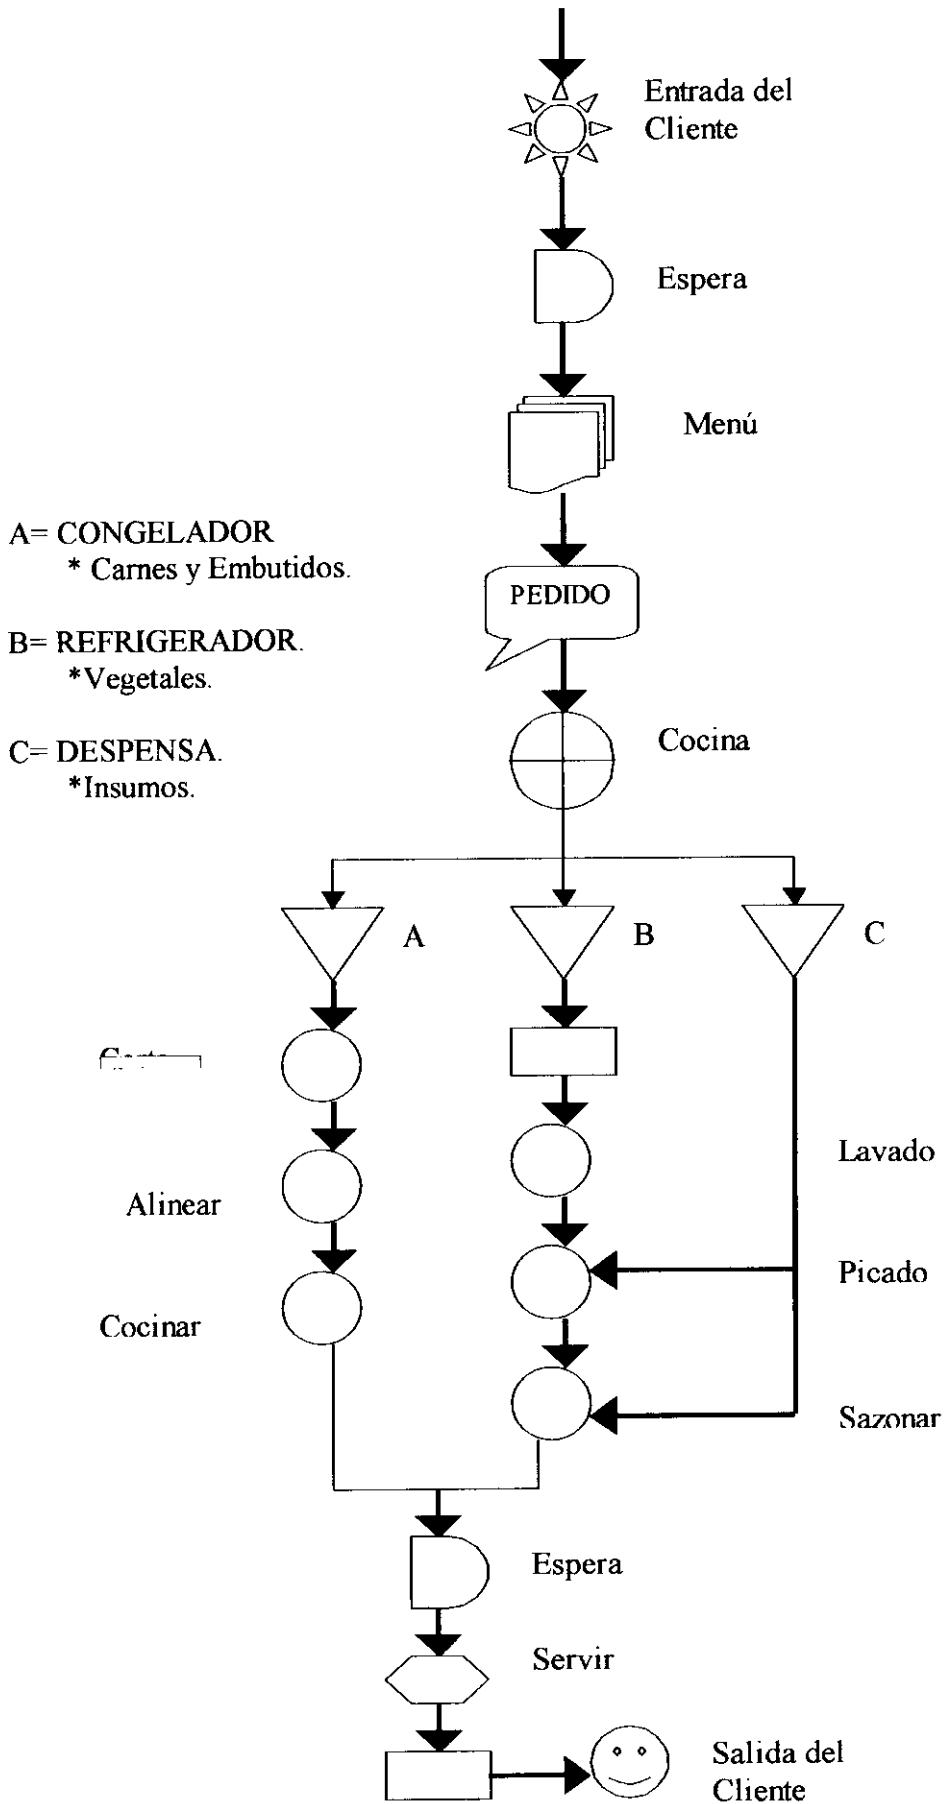 Entrada del
Cliente
Espera
Menú
A= CONGELADOR
* Carnes y Embutidos.
PEDIDO
B= REFRIGERADOR.
*Vegetales.
Cocina
C= DESPENSA.
*Insumos.
A
B
C
Lavado
Alinear
Picado
Cocinar
Sazonar
Espera
Servir
Salida del
Cliente